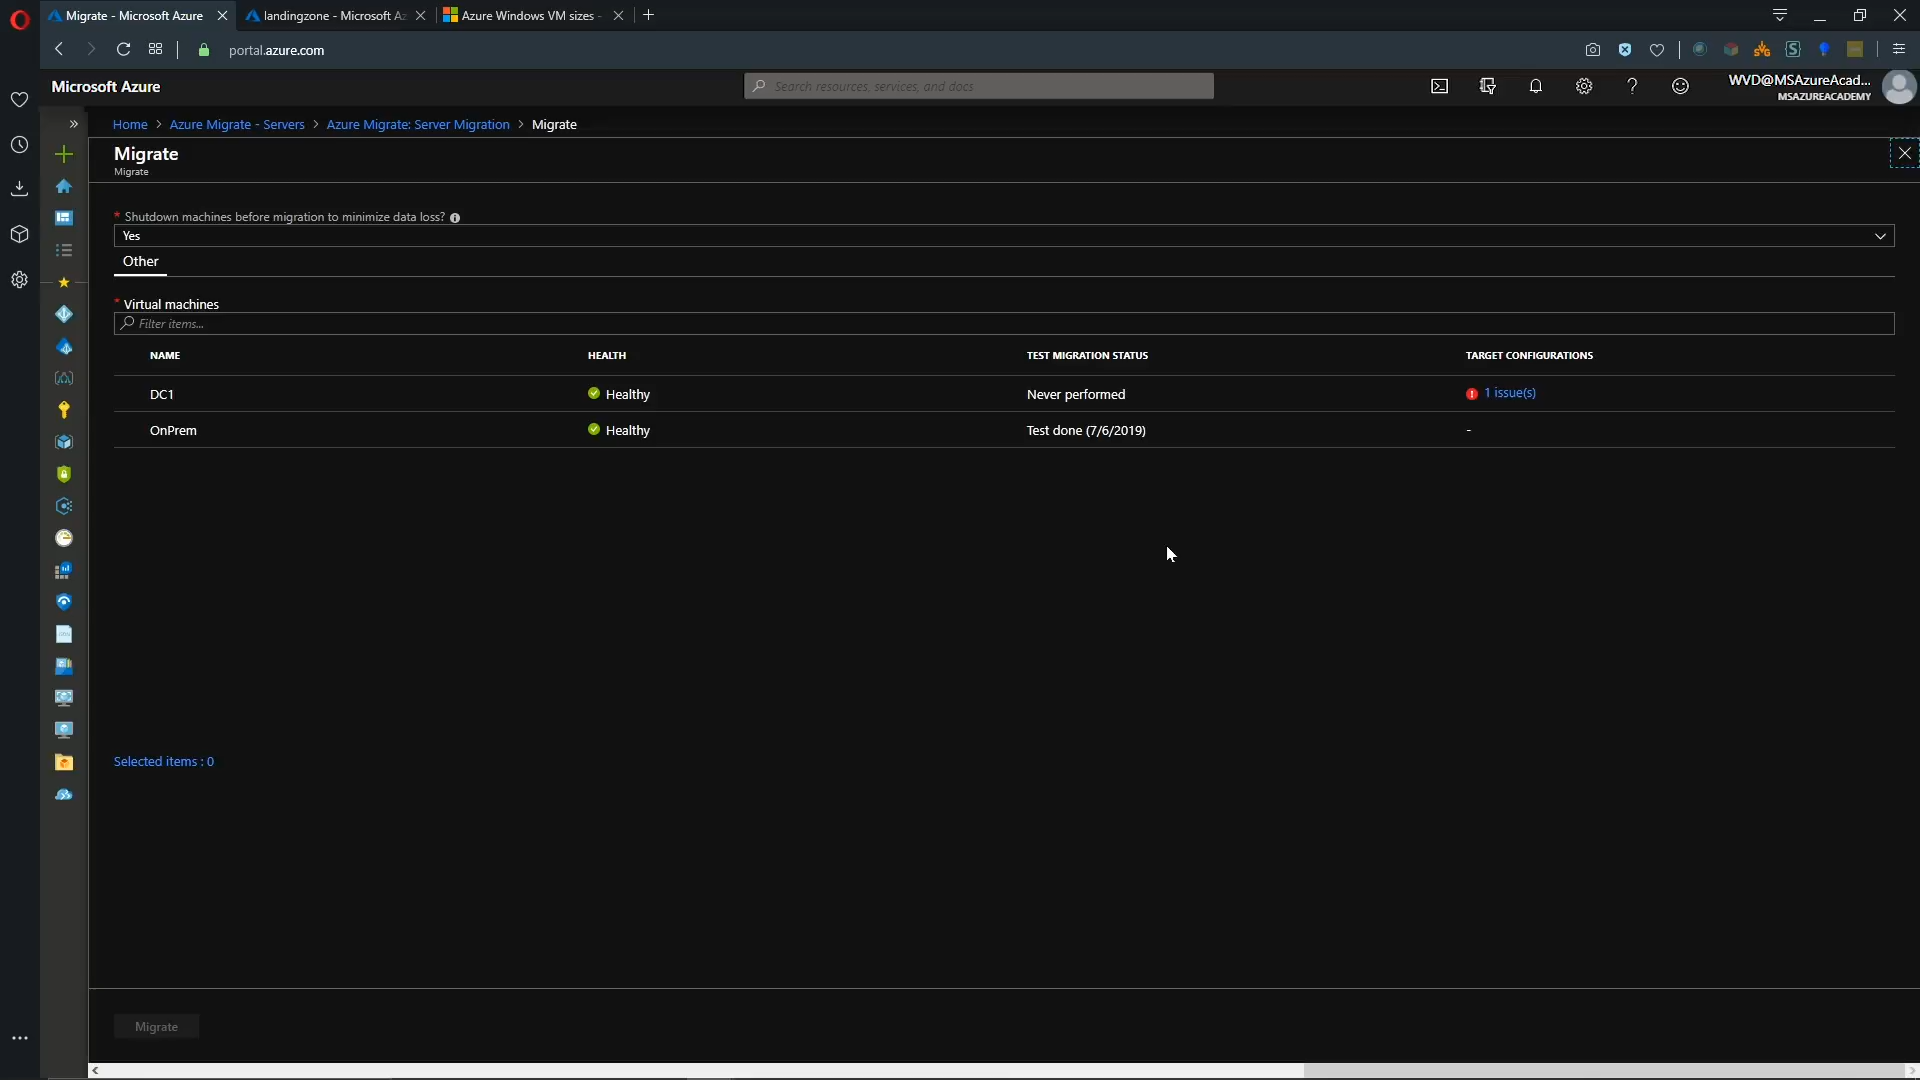 Migrate - Microsoft Azure
landingzone - Microsoft Az
Azure Windows VM sizes -
portal.azure.com
Microsoft Azure
Search resources, services, and docs
WVD@MSAzureAcad...
MSAZUREACADEMY
Home > Azure Migrate - Servers > Azure Migrate: Server Migration > Migrate
Migrate
Migrate
* Shutdown machines before migration to minimize data loss?
Yes
Other
* Virtual machines
Filter items...
NAME HEALTH TEST MIGRATION STATUS TARGET CONFIGURATIONS
DC1 Healthy Never performed 1 issue(s)
OnPrem Healthy Test done (7/6/2019) -
Selected items : 0
Migrate